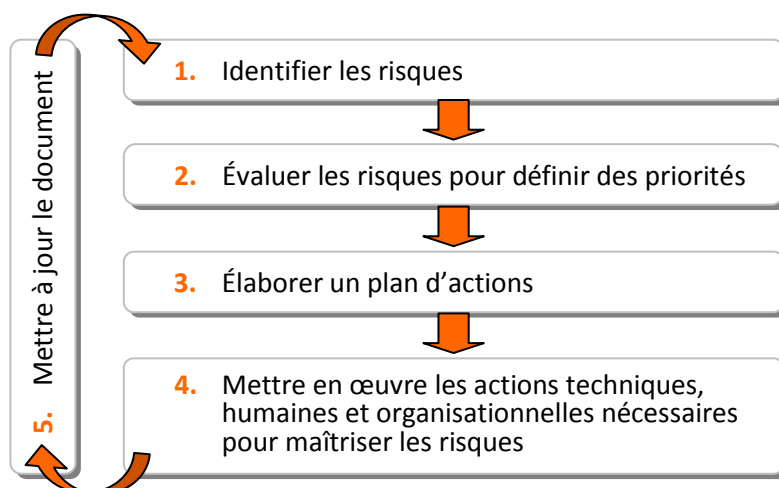 1. Identifier les risques
2. Évaluer les risques pour définir des priorités
3. Élaborer un plan d’actions
4. Mettre en œuvre les actions techniques,
humaines et organisationnelles nécessaires
pour maîtriser les risques
5. Mettre à jour le document